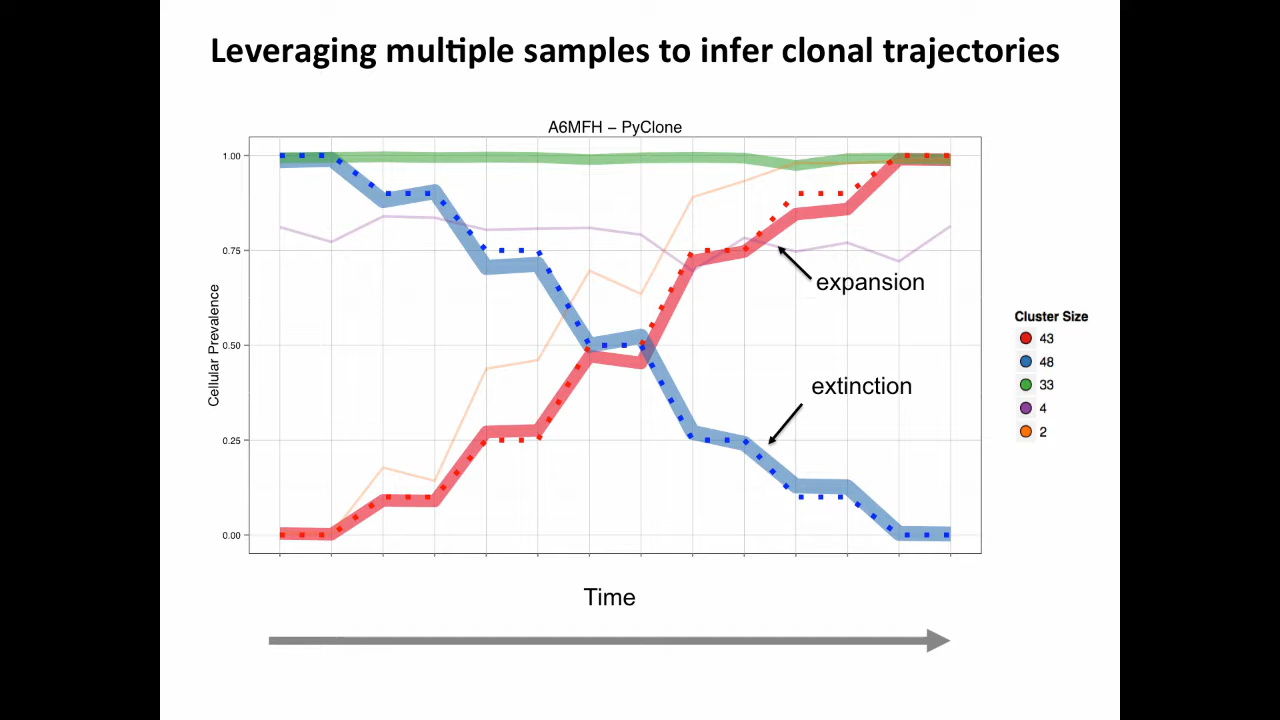 Leveraging multiple samples to infer clonal trajectories
A6MFH – PyClone
1.00
0.75
0.50
0.25
0.00
Cellular Prevalence
expansion
extinction
Cluster Size
43
48
33
4
2
Time